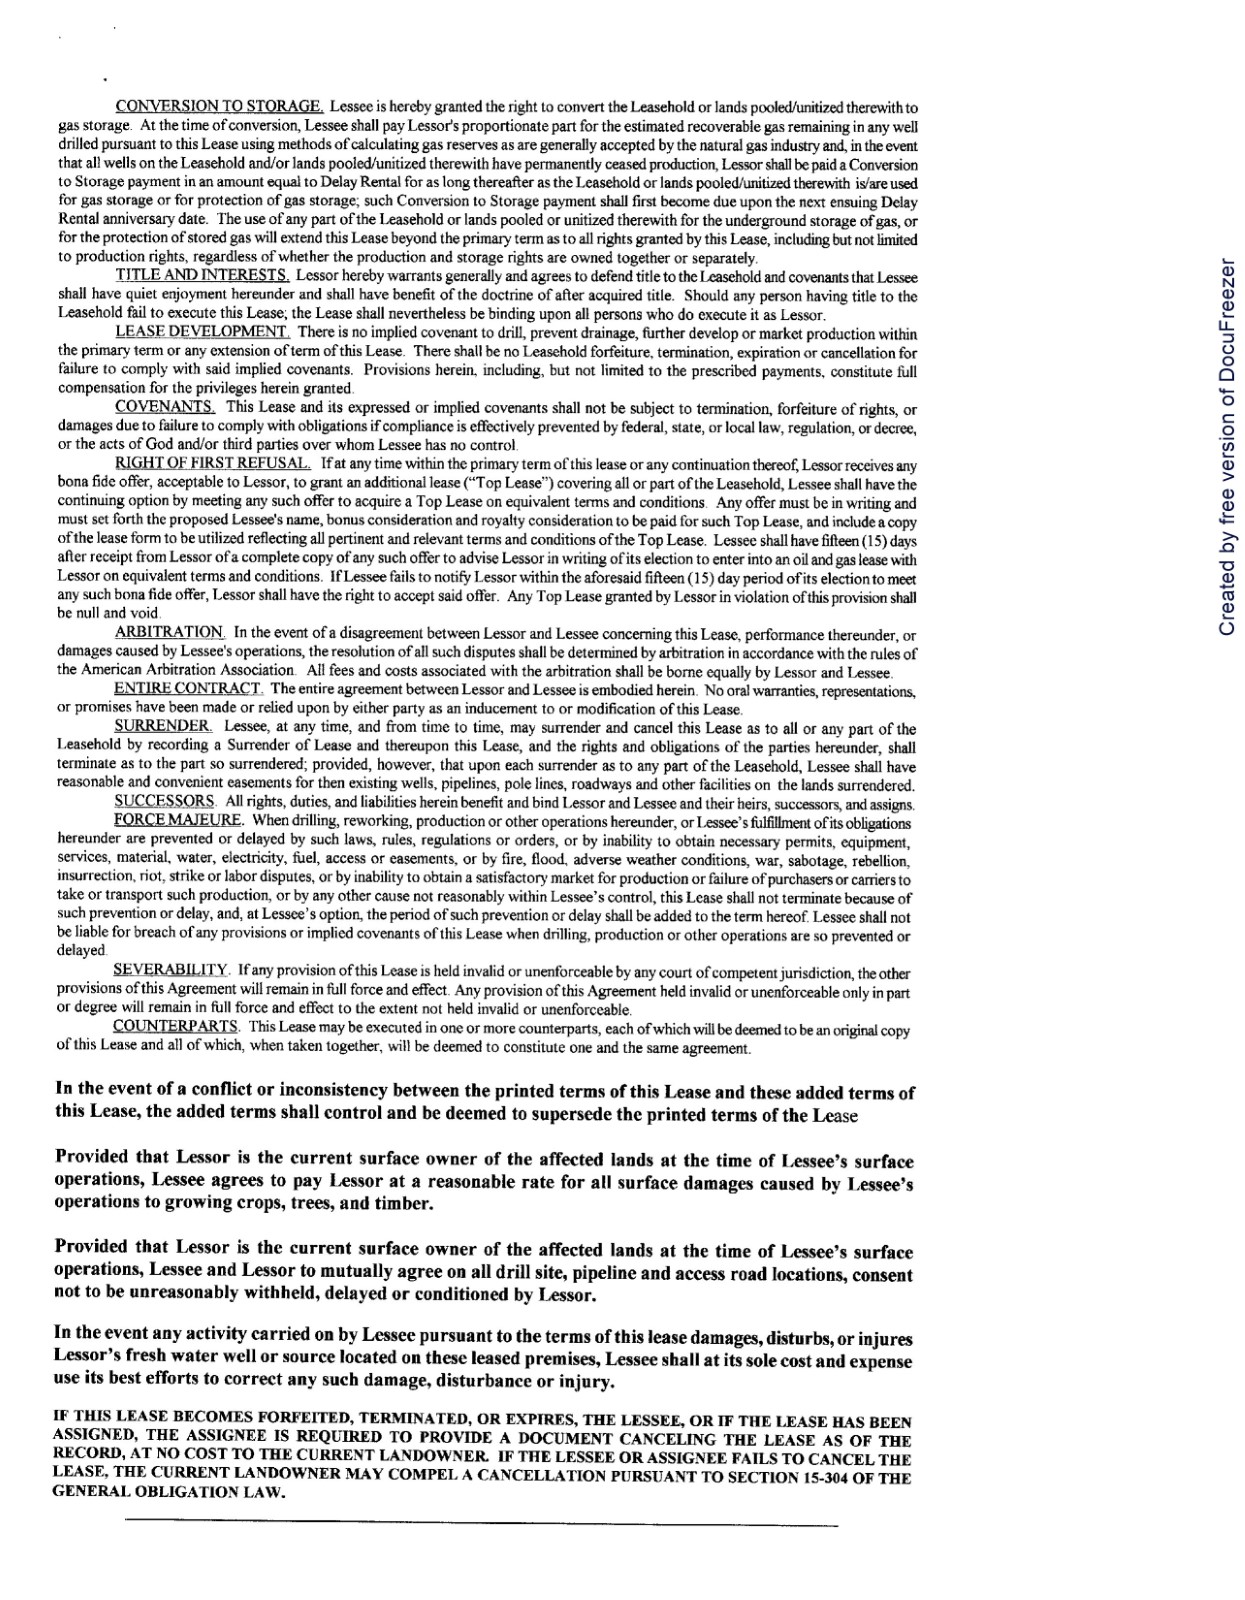 CONVERSION TO STORAGE. Lessee is hereby granted the right to convert the Leasehold or lands pooled/unitized therewith to
gas storage. At the time of conversion, Lessee shall pay Lessor's proportionate part for the estimated recoverable gas remaining in any well
drilled pursuant to this Lease using methods of calculating gas reserves as are generally accepted by the natural gas industry and, in the event
that all wells on the Leasehold and/or lands pooled/unitized therewith have permanently ceased production, Lessor shall be paid a Conversion
to Storage payment in an amount equal to Delay Rental for as long thereafter as the Leasehold or lands pooled/unitized therewith is/are used
for gas storage or for protection of gas storage; such Conversion to Storage payment shall first become due upon the next ensuing Delay
Rental anniversary date. The use of any part of the Leasehold or lands pooled or unitized therewith for the underground storage of gas, or
for the protection of stored gas will extend this Lease beyond the primary term as to all rights granted by this Lease, including but not limited
to production rights, regardless of whether the production and storage rights are owned together or separately.
TITLE AND INTERESTS. Lessor hereby warrants generally and agrees to defend title to the Leasehold and covenants that Lessee
shall have quiet enjoyment hereunder and shall have benefit of the doctrine of after acquired title. Should any person having title to the
Leasehold fail to execute this Lease, the Lease shall nevertheless be binding upon all persons who do execute it as Lessor.
LEASE DEVELOPMENT. There is no implied covenant to drill, prevent drainage, further develop or market production within
the primary term or any extension of term of this Lease. There shall be no Leasehold forfeiture, termination, expiration or cancellation for
failure to comply with said implied covenants. Provisions herein, including, but not limited to the prescribed payments, constitute full
compensation for the privileges herein granted.
COVENANTS. This Lease and its expressed or implied covenants shall not be subject to termination, forfeiture of rights, or
damages due to failure to comply with obligations if compliance is effectively prevented by federal, state, or local law, regulation, or decree,
or the acts of God and/or third parties over whom Lessee has no control.
RIGHT OF FIRST REFUSAL. If at any time within the primary term of this lease or any continuation thereof, Lessor receives any
bona fide offer, acceptable to Lessor, to grant an additional lease ("Top Lease") covering all or part of the Leasehold, Lessee shall have the
continuing option by meeting any such offer to acquire a Top Lease on equivalent terms and conditions. Any offer must be in writing and
must set forth the proposed Lessee's name, bonus consideration and royalty consideration to be paid for such Top Lease, and include a copy
of the lease form to be utilized reflecting all pertinent and relevant terms and conditions of the Top Lease. Lessee shall have fifteen (15) days
after receipt from Lessor of a complete copy of any such offer to advise Lessor in writing of its election to enter into an oil and gas lease with
Lessor on equivalent terms and conditions. If Lessee fails to notify Lessor within the aforesaid fifteen (15) day period of its election to meet
any such bona fide offer, Lessor shall have the right to accept said offer. Any Top Lease granted by Lessor in violation of this provision shall
be null and void.
ARBITRATION. In the event of a disagreement between Lessor and Lessee concerning this Lease, performance thereunder, or
damages caused by Lessee's operations, the resolution of all such disputes shall be determined by arbitration in accordance with the rules of
the American Arbitration Association. All fees and costs associated with the arbitration shall be borne equally by Lessor and Lessee.
ENTIRE CONTRACT. The entire agreement between Lessor and Lessee is embodied herein. No oral warranties, representations,
or promises have been made or relied upon by either party as an inducement to or modification of this Lease.
SURRENDER. Lessee, at any time, and from time to time, may surrender and cancel this Lease as to all or any part of the
Leasehold by recording a Surrender of Lease and thereupon this Lease, and the rights and obligations of the parties hereunder, shall
terminate as to the part so surrendered; provided, however, that upon each surrender as to any part of the Leasehold, Lessee shall have
reasonable and convenient easements for then existing wells, pipelines, pole lines, roadways and other facilities on the lands surrendered.
SUCCESSORS. All rights, duties, and liabilities herein benefit and bind Lessor and Lessee and their heirs, successors, and assigns.
FORCE MAJEURE. When drilling, reworking, production or other operations hereunder, or Lessee's fulfillment of its obligations
hereunder are prevented or delayed by such laws, rules, regulations or orders, or by inability to obtain necessary permits, equipment,
services, material, water, electricity, fuel, access or easements, or by fire, flood, adverse weather conditions, war, sabotage, rebellion,
insurrection, riot, strike or labor disputes, or by inability to obtain a satisfactory market for production or failure of purchasers or carriers to
take or transport such production, or by any other cause not reasonably within Lessee's control, this Lease shall not terminate because of
such prevention or delay, and, at Lessee's option, the period of such prevention or delay shall be added to the term hereof. Lessee shall not
be liable for breach of any provisions or implied covenants of this Lease when drilling, production or other operations are so prevented or
delayed.
SEVERABILITY. If any provision of this Lease is held invalid or unenforceable by any court of competent jurisdiction, the other
provisions of this Agreement will remain in full force and effect. Any provision of this Agreement held invalid or unenforceable only in part
or degree will remain in full force and effect to the extent not held invalid or unenforceable.
COUNTERPARTS. This Lease may be executed in one or more counterparts, each of which will be deemed to be an original copy
of this Lease and all of which, when taken together, will be deemed to constitute one and the same agreement.
In the event of a conflict or inconsistency between the printed terms of this Lease and these added terms of
this Lease, the added terms shall control and be deemed to supersede the printed terms of the Lease
Provided that Lessor is the current surface owner of the affected lands at the time of Lessee's surface
operations, Lessee agrees to pay Lessor at a reasonable rate for all surface damages caused by Lessee's
operations to growing crops, trees, and timber.
Provided that Lessor is the current surface owner of the affected lands at the time of Lessee's surface
operations, Lessee and Lessor to mutually agree on all drill site, pipeline and access road locations, consent
not to be unreasonably withheld, delayed or conditioned by Lessor.
In the event any activity carried on by Lessee pursuant to the terms of this lease damages, disturbs, or injures
Lessor's fresh water well or source located on these leased premises, Lessee shall at its sole cost and expense
use its best efforts to correct any such damage, disturbance or injury.
IF THIS LEASE BECOMES FORFEITED, TERMINATED, OR EXPIRES, THE LESSEE, OR IF THE LEASE HAS BEEN
ASSIGNED, THE ASSIGNEE IS REQUIRED TO PROVIDE A DOCUMENT CANCELING THE LEASE AS OF THE
RECORD, AT NO COST TO THE CURRENT LANDOWNER. IF THE LESSEE OR ASSIGNEE FAILS TO CANCEL THE
LEASE, THE CURRENT LANDOWNER MAY COMPEL A CANCELLATION PURSUANT TO SECTION 15-304 OF THE
GENERAL OBLIGATION LAW.
Created by free version of DocuFreezer